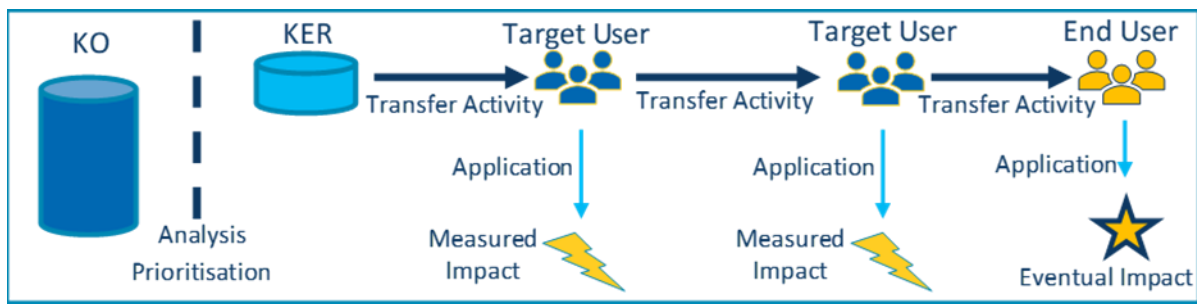 KO
Analysis
Prioritisation
KER
Transfer Activity
Target User
Application
Measured
Impact
Transfer Activity
Target User
Application
Measured
Impact
Transfer Activity
End User
Application
Eventual Impact